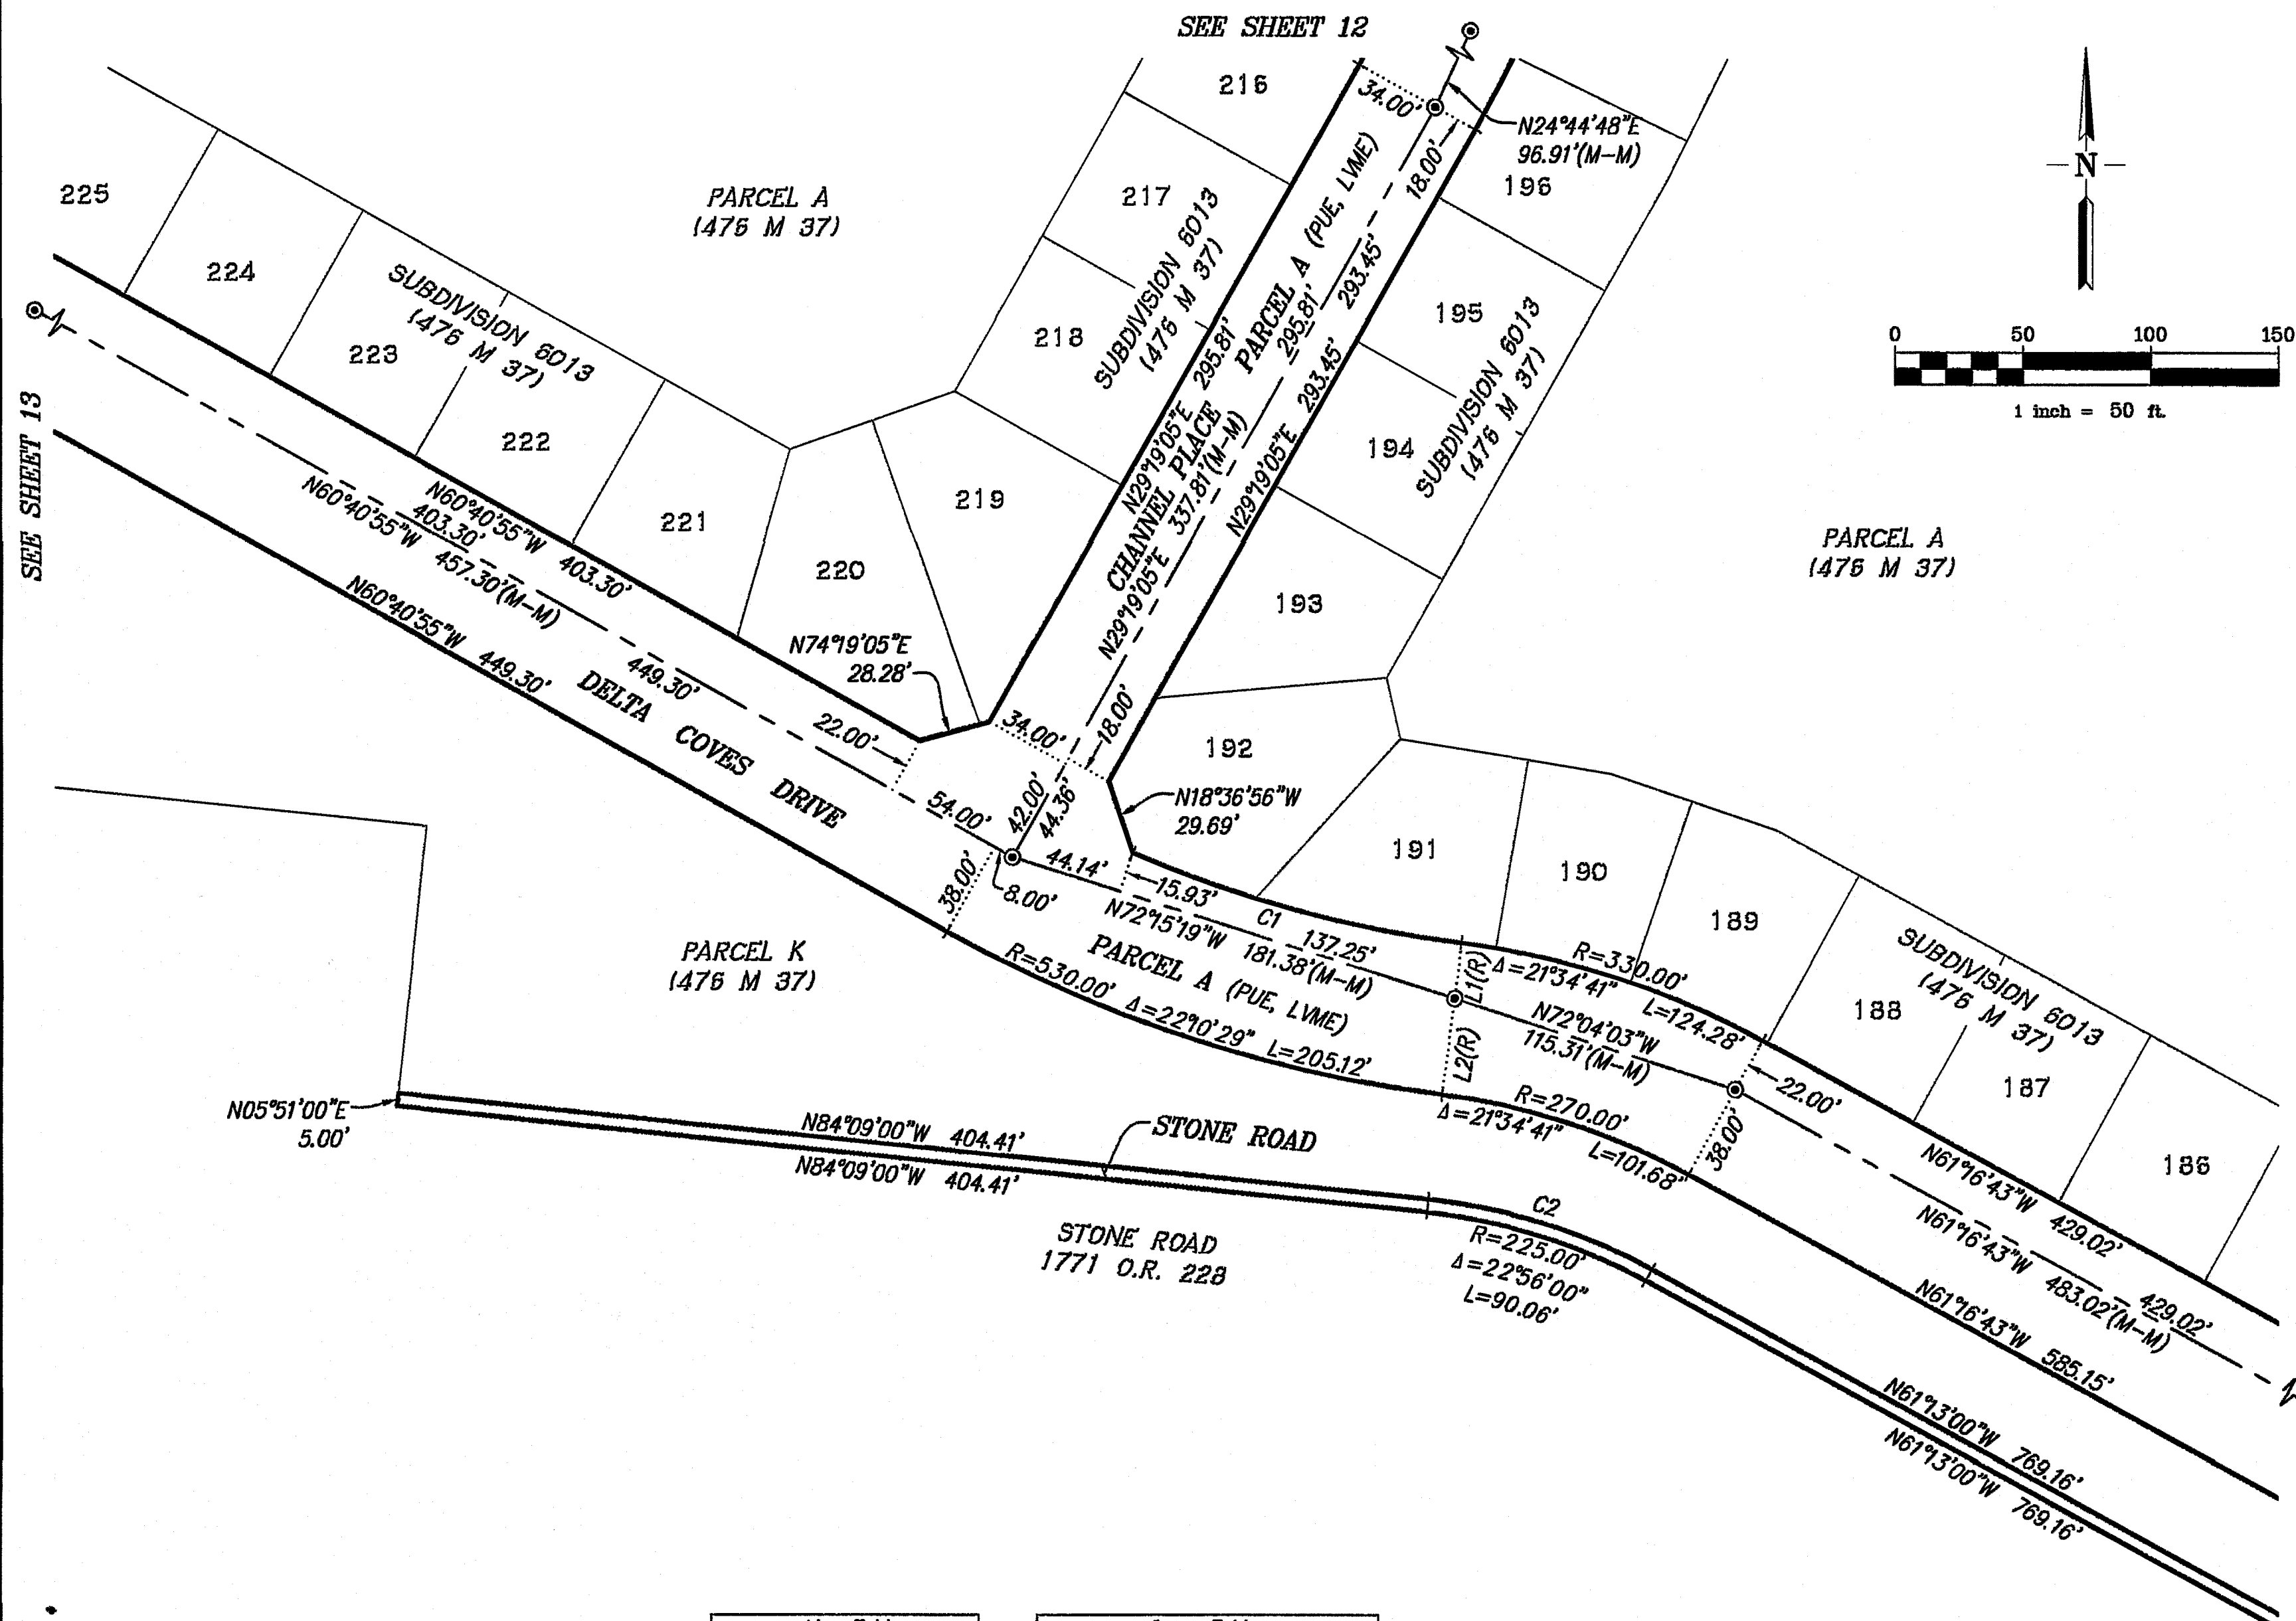 SEE SHEET 12
216
34.00'
N24°44'48"E
96.91'(M-M)
18.00'
196
N
0 50 100 150
1 inch = 50 ft.
225
PARCEL A
(476 M 37)
217
SUBDIVISION 6013
(476 M 37)
218
CHANNEL PLACE PARCEL A (PUE, LVME)
N29°19'05"E 295.81'
295.81'
N29°19'05"E 337.81'(M-M)
293.45'
N29°19'05"E 293.45'
195
194
SUBDIVISION 6013
(476 M 37)
224
SUBDIVISION 6013
(476 M 37)
223
222
221
220
219
193
PARCEL A
(476 M 37)
SEE SHEET 13
N60°40'55"W 403.30'
403.30'
N60°40'55"W 457.30'(M-M)
N60°40'55"W 449.30'
449.30'
DELTA COVES DRIVE
N74°19'05"E
28.28'
22.00'
34.00'
18.00'
192
54.00'
42.00'
44.36'
N18°36'56"W
29.69'
44.14'
8.00'
38.00'
15.93'
C1
137.25'
N72°15'19"W 181.38'(M-M)
191
190
189
188
187
186
SUBDIVISION 6013
(476 M 37)
PARCEL K
(476 M 37)
PARCEL A (PUE, LVME)
R=530.00' Δ=22°10'29" L=205.12'
L1(R)
L2(R)
R=330.00'
Δ=21°34'41"
L=124.28'
N72°04'03"W
115.31'(M-M)
22.00'
38.00'
R=270.00'
Δ=21°34'41"
L=101.68"
N05°51'00"E
5.00'
N84°09'00"W 404.41'
N84°09'00"W 404.41'
STONE ROAD
C2
STONE ROAD
1771 O.R. 228
R=225.00'
Δ=22°56'00"
L=90.06'
N61°16'43"W 429.02'
429.02'
N61°16'43"W 483.02'(M-M)
N61°16'43"W 585.15'
N61°13'00"W 769.16'
N61°13'00"W 769.16'